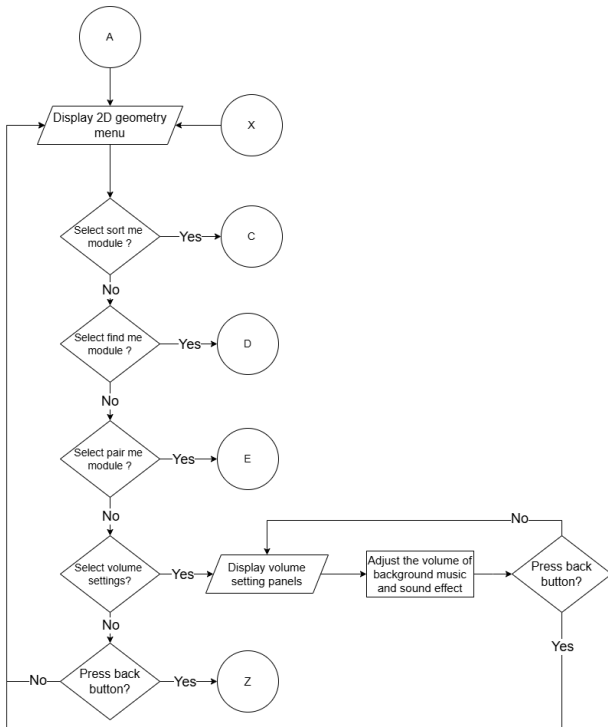 A
Display 2D geometry
menu
X
Select sort me
module ?
Yes
C
No
Select find me
module ?
Yes
D
No
Select pair me
module ?
Yes
E
No
Select volume
settings?
Yes
Display volume
setting panels
Adjust the volume of
background music
and sound effect
Press back
button?
No
Yes
No
Press back
button?
No
Yes
Z